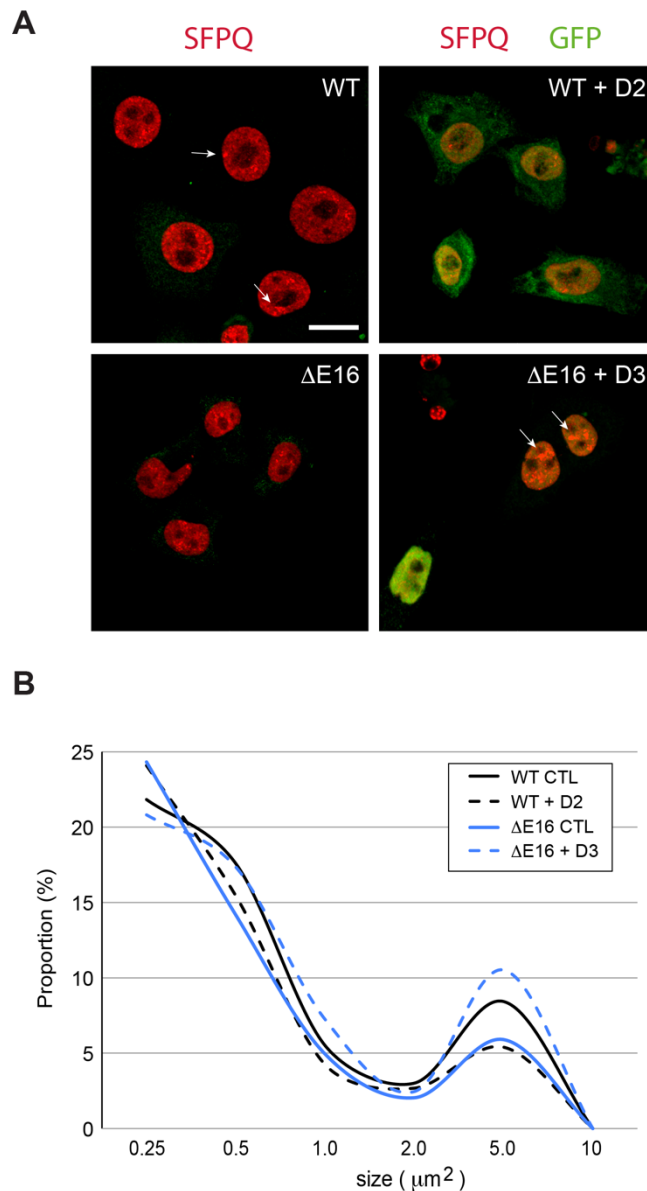 A
SFPQ
SFPQ GFP
WT
WT + D2
ΔE16
ΔE16 + D3
B
25
20
15
10
5
0
Proportion (%)
WT CTL
WT + D2
ΔE16 CTL
ΔE16 + D3
0.25 0.5 1.0 2.0 5.0 10
size ( μm²)